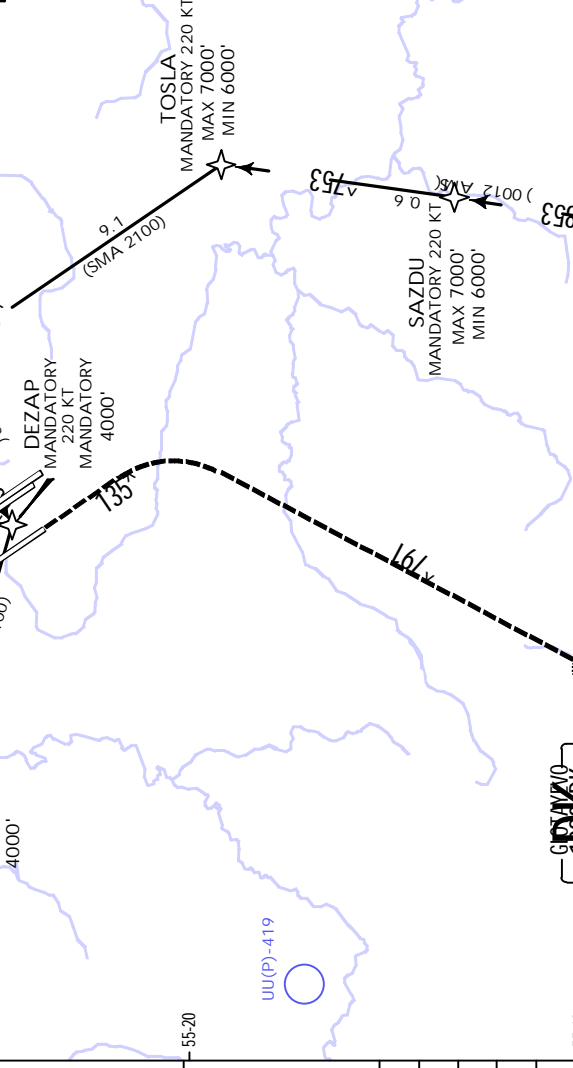 TOSLA
MANDATORY 220 KT
MAX 7000'
MIN 6000'
9.1
(SMA 2100)
353°
SAZDU
MANDATORY 220 KT
MAX 7000'
MIN 6000'
DEZAP
MANDATORY
220 KT
MANDATORY
4000'
135°
4000'
UU(P)-419
55-20